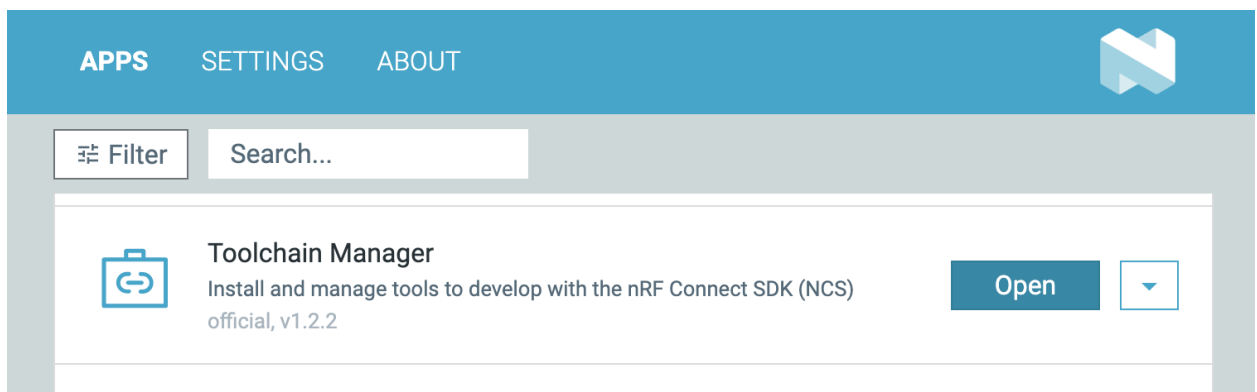 APPS SETTINGS ABOUT
Filter Search...
Toolchain Manager
Install and manage tools to develop with the nRF Connect SDK (NCS)
Open
official, v1.2.2